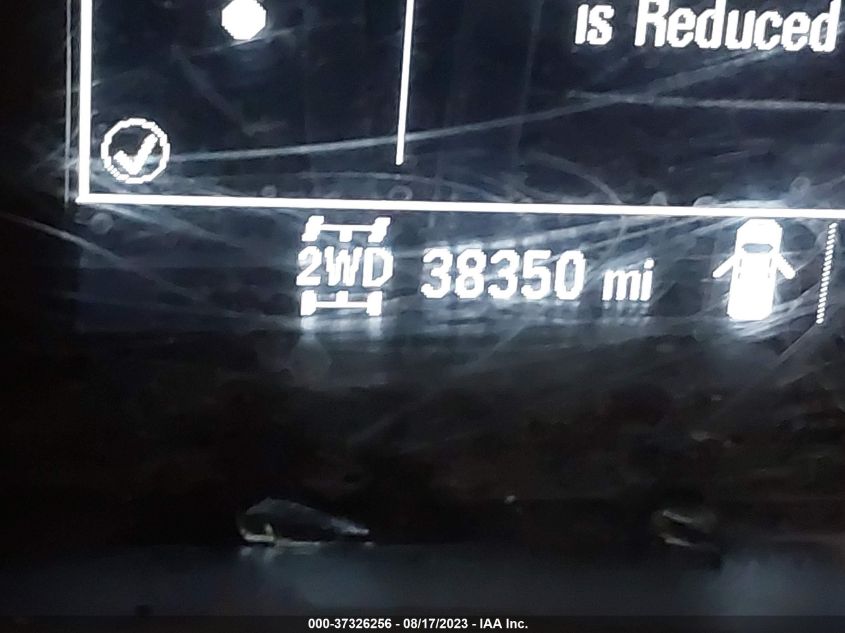 is Reduced
2WD 38350 mi
000-37326256 - 08/17/2023 - IAA Inc.